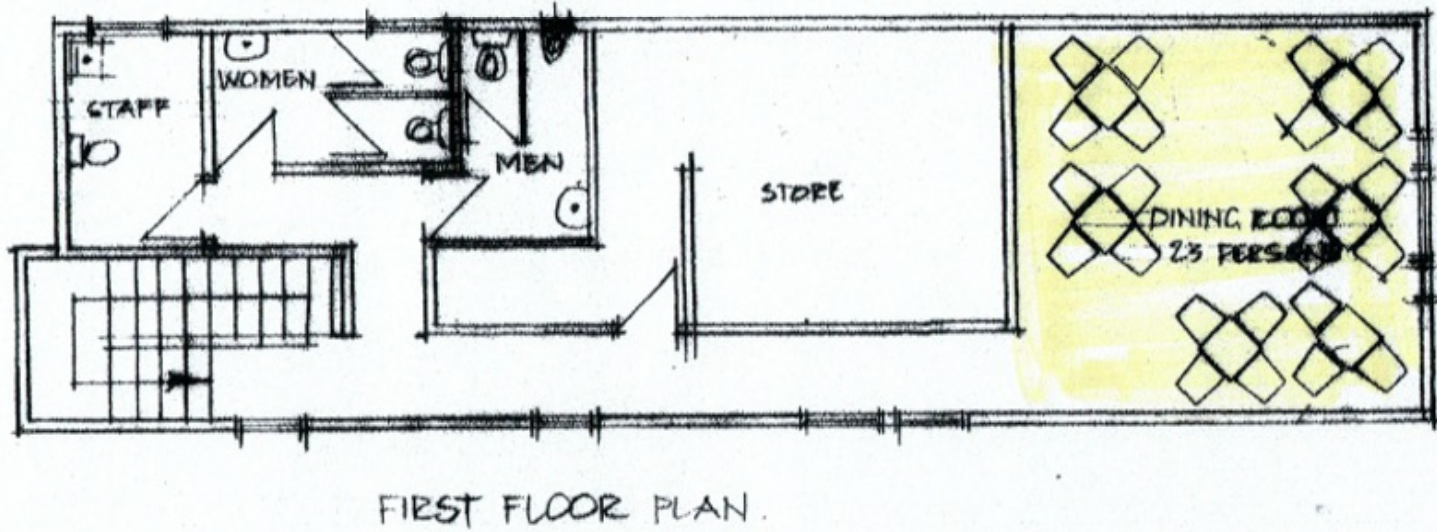 WOMEN
STAFF
MEN
STORE
DINING ROOM
23 PERSONS
FIRST FLOOR PLAN.